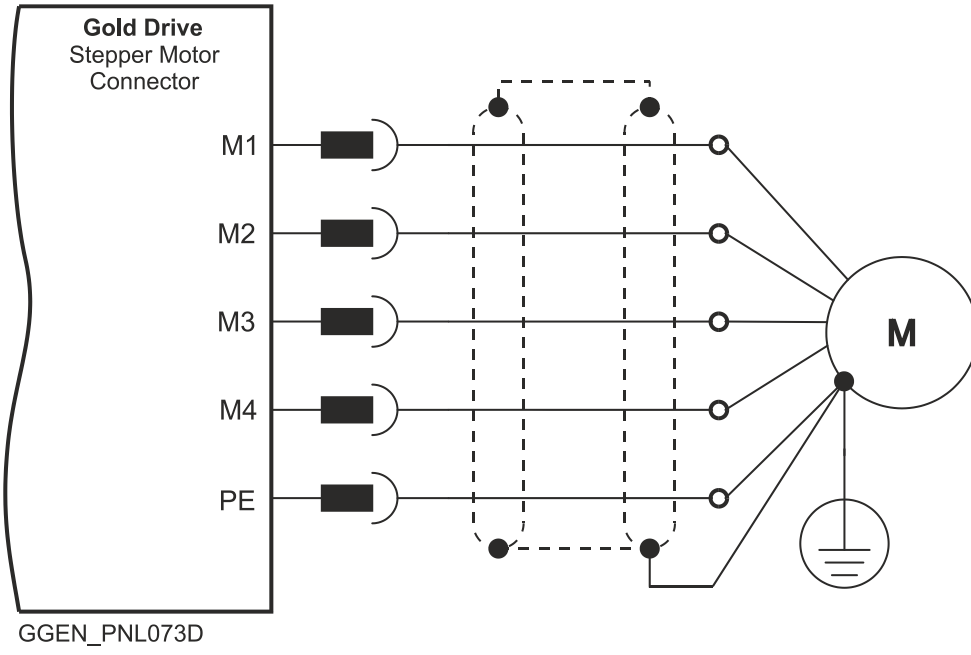 Gold Drive
Stepper Motor
Connector
M1
M2
M3
M4
PE
M
GGEN_PNL073D